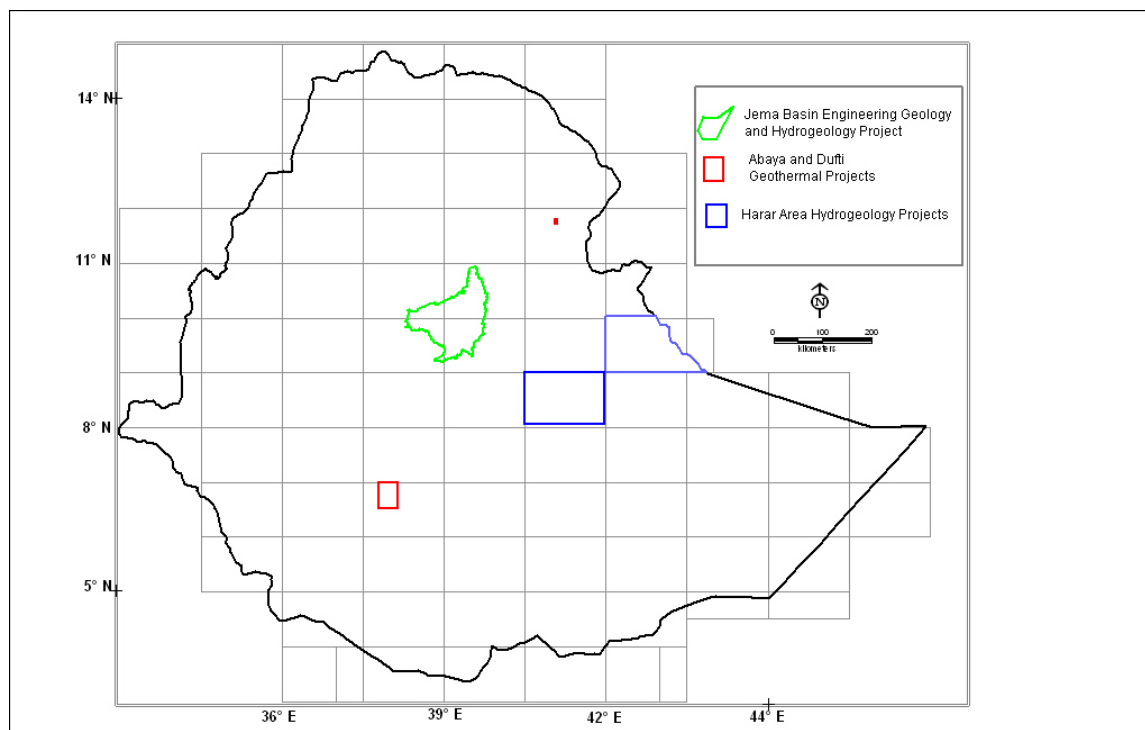 14° N
11° N
8° N
5° N
36° E
39° E
42° E
44° E
Jema Basin Engineering Geology
and Hydrogeology Project
Abaya and Dufti
Geothermal Projects
Harar Area Hydrogeology Projects
N
0 100 200
kilometers